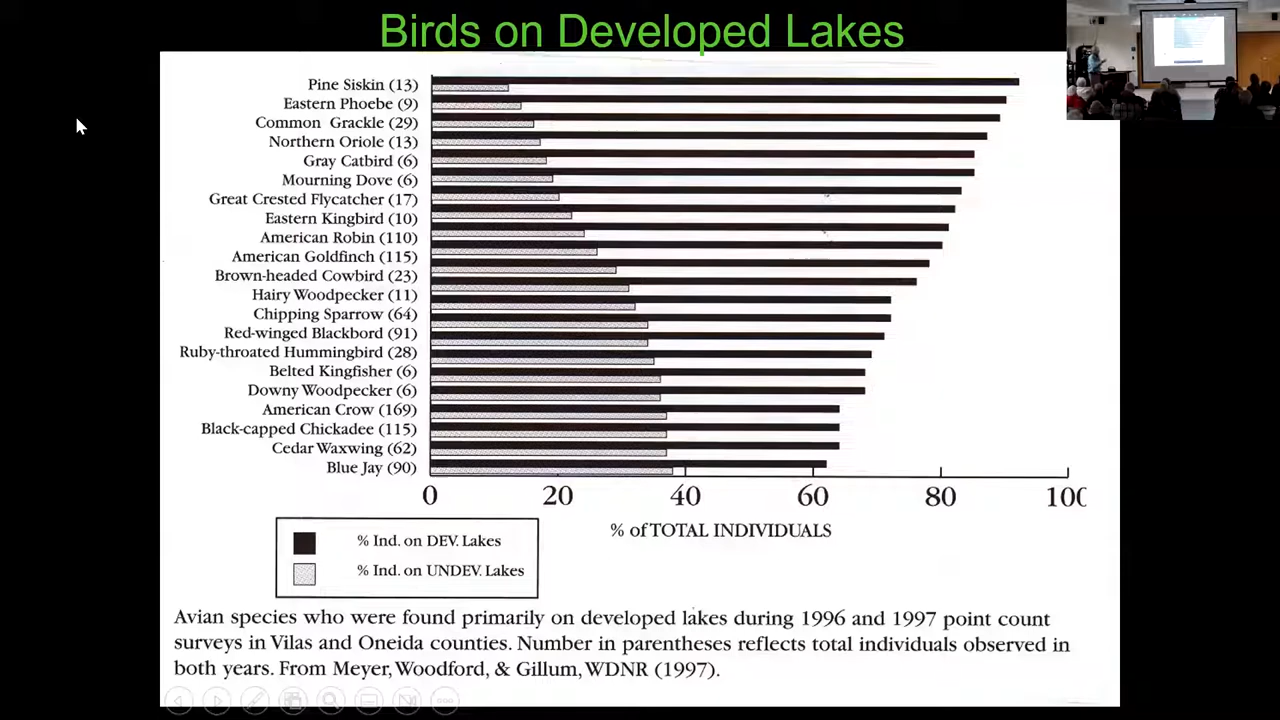 Birds on Developed Lakes
Pine Siskin (13)
Eastern Phoebe (9)
Common Grackle (29)
Northern Oriole (13)
Gray Catbird (6)
Mourning Dove (6)
Great Crested Flycatcher (17)
Eastern Kingbird (10)
American Robin (110)
American Goldfinch (115)
Brown-headed Cowbird (23)
Hairy Woodpecker (11)
Chipping Sparrow (64)
Red-winged Blackbord (91)
Ruby-throated Hummingbird (28)
Belted Kingfisher (6)
Downy Woodpecker (6)
American Crow (169)
Black-capped Chickadee (115)
Cedar Waxwing (62)
Blue Jay (90)
0 20 40 60 80 100
% of TOTAL INDIVIDUALS
% Ind. on DEV. Lakes
% Ind. on UNDEV. Lakes
Avian species who were found primarily on developed lakes during 1996 and 1997 point count
surveys in Vilas and Oneida counties. Number in parentheses reflects total individuals observed in
both years. From Meyer, Woodford, & Gillum, WDNR (1997).